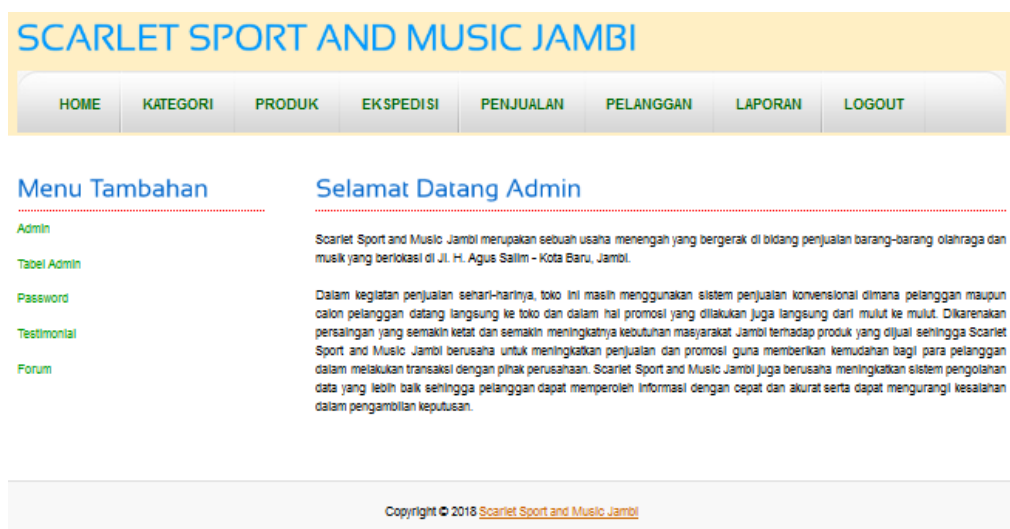 SCARLET SPORT AND MUSIC JAMBI
HOME KATEGORI PRODUK EKSPEDISI PENJUALAN PELANGGAN LAPORAN LOGOUT
Menu Tambahan
Admin
Tabel Admin
Password
Testimonial
Forum
Selamat Datang Admin
Scarlet Sport and Music Jambi merupakan sebuah usaha menengah yang bergerak di bidang penjualan barang-barang olahraga dan
musik yang berlokasi di Jl. H. Agus Salim – Kota Baru, Jambi.
Dalam kegiatan penjualan sehari-harinya, toko ini masih menggunakan sistem penjualan konvensional dimana pelanggan maupun
calon pelanggan datang langsung ke toko dan dalam hal promosi yang dilakukan juga langsung dari mulut ke mulut. Dikarenakan
persaingan yang semakin ketat dan semakin meningkatnya kebutuhan masyarakat Jambi terhadap produk yang dijual sehingga Scarlet
Sport and Music Jambi berusaha untuk meningkatkan penjualan dan promosi guna memberikan kemudahan bagi para pelanggan
dalam melakukan transaksi dengan pihak perusahaan. Scarlet Sport and Music Jambi juga berusaha meningkatkan sistem pengolahan
data yang lebih baik sehingga pelanggan dapat memperoleh informasi dengan cepat dan akurat serta dapat mengurangi kesalahan
dalam pengambilan keputusan.
Copyright © 2018 Scarlet Sport and Music Jambi